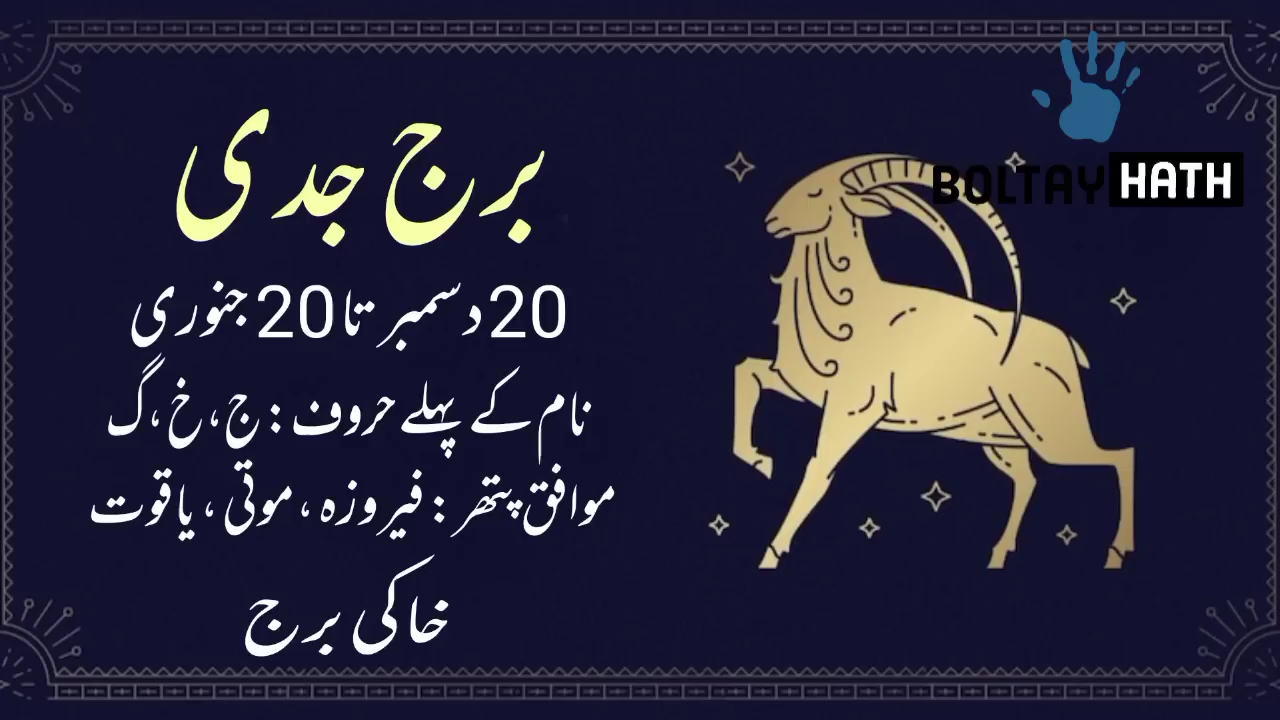 BOLTAY HATH
برج جدی
20 دسمبر تا 20 جنوری
نام کے پہلے حروف : ج، خ، گ
موافق پتھر : فیروزہ، موتی، یاقوت
خاکی برج